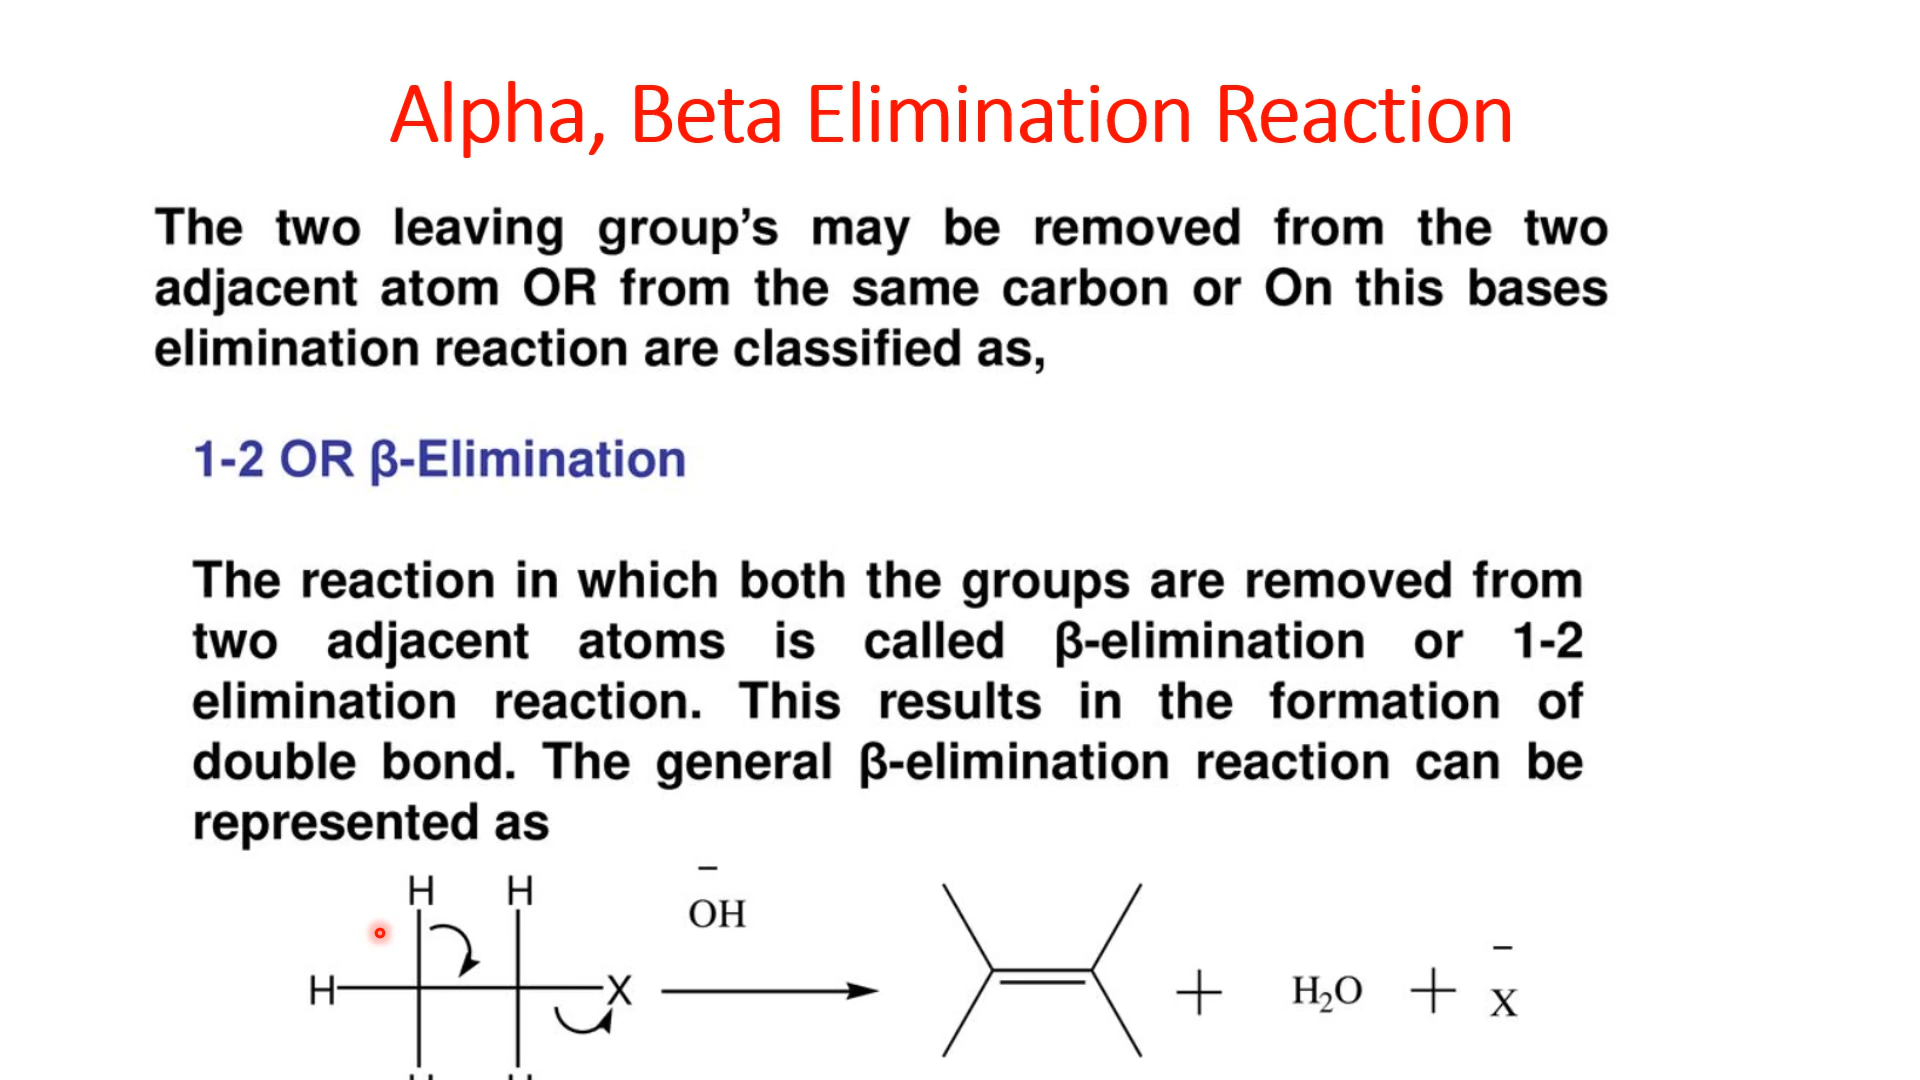 Alpha, Beta Elimination Reaction
The two leaving group’s may be removed from the two
adjacent atom OR from the same carbon or On this bases
elimination reaction are classified as,
1-2 OR β-Elimination
The reaction in which both the groups are removed from
two adjacent atoms is called β-elimination or 1-2
elimination reaction. This results in the formation of
double bond. The general β-elimination reaction can be
represented as
H H
OH
H X + H₂O + X